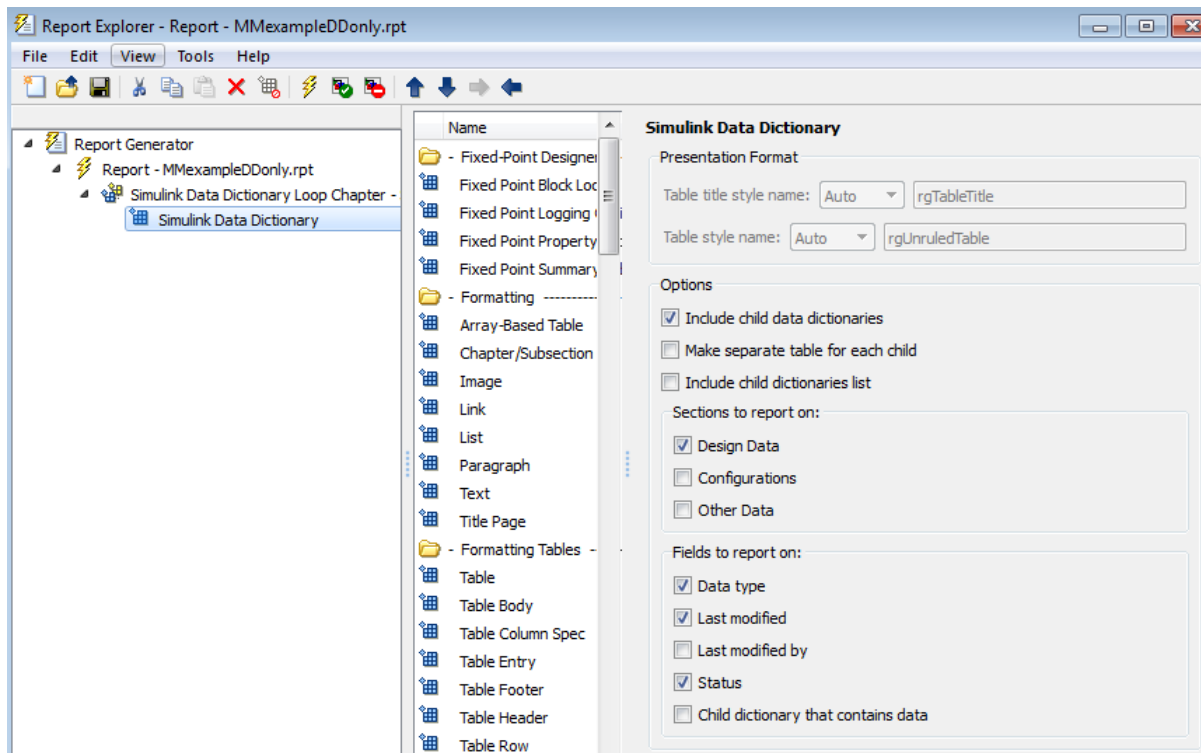 Report Explorer - Report - MMexampleDDonly.rpt
File Edit View Tools Help
Report Generator
Report - MMexampleDDonly.rpt
Simulink Data Dictionary Loop Chapter -
Simulink Data Dictionary
Name
- Fixed-Point Designer
Fixed Point Block Loo
Fixed Point Logging
Fixed Point Property
Fixed Point Summary
- Formatting ----------
Array-Based Table
Chapter/Subsection
Image
Link
List
Paragraph
Text
Title Page
- Formatting Tables -
Table
Table Body
Table Column Spec
Table Entry
Table Footer
Table Header
Table Row
Simulink Data Dictionary
Presentation Format
Table title style name: Auto rgTableTitle
Table style name: Auto rgUnruledTable
Options
Include child data dictionaries
Make separate table for each child
Include child dictionaries list
Sections to report on:
Design Data
Configurations
Other Data
Fields to report on:
Data type
Last modified
Last modified by
Status
Child dictionary that contains data